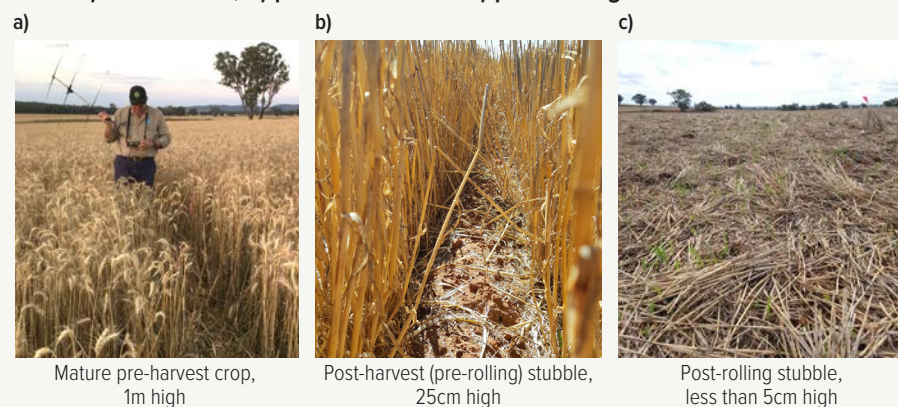 a)
b)
c)
Mature pre-harvest crop,
1m high
Post-harvest (pre-rolling) stubble,
25cm high
Post-rolling stubble,
less than 5cm high